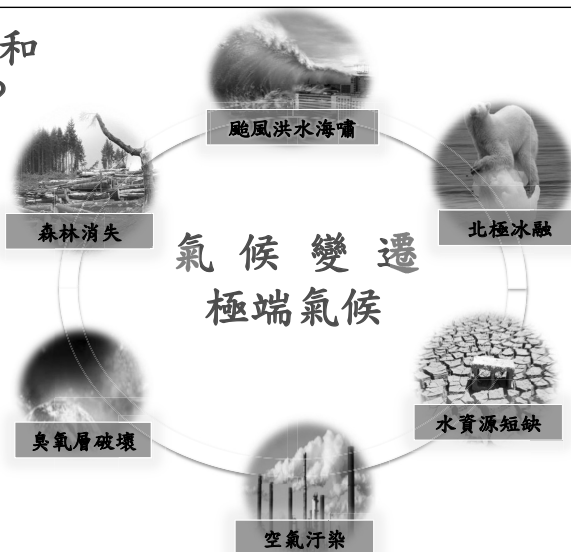 和
?
颱風洪水海嘯
森林消失
北極冰融
氣候變遷
極端氣候
臭氧層破壞
水資源短缺
空氣汙染